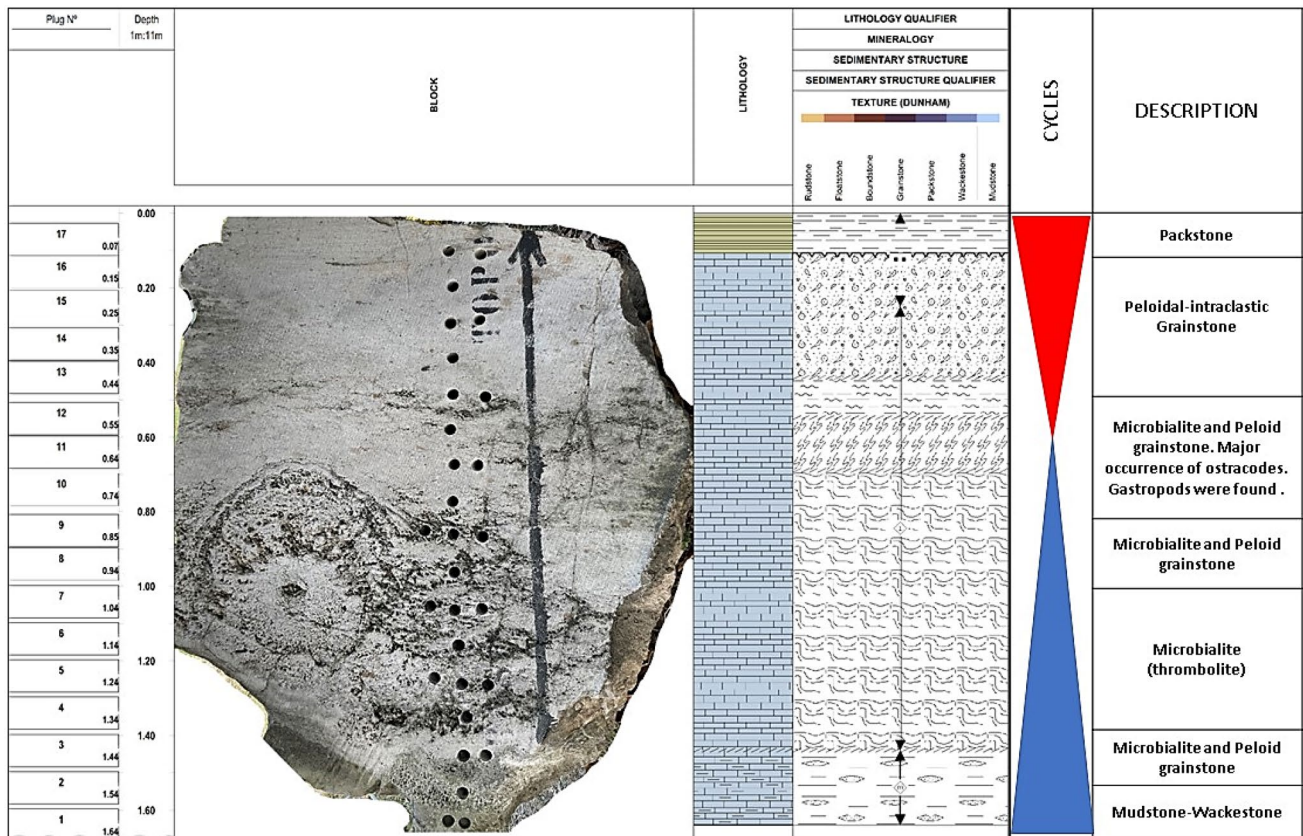 Plug Nº
Depth
1m:11m
BLOCK
LITHOLOGY
LITHOLOGY QUALIFIER
MINERALOGY
SEDIMENTARY STRUCTURE
SEDIMENTARY STRUCTURE QUALIFIER
TEXTURE (DUNHAM)
Rudstone
Floatstone
Boundstone
Grainstone
Packstone
Wackestone
Mudstone
CYCLES
DESCRIPTION
17
0.07
16
0.15
15
0.25
14
0.35
13
0.44
12
0.55
11
0.64
10
0.74
9
0.85
8
0.94
7
1.04
6
1.14
5
1.24
4
1.34
3
1.44
2
1.54
1
1.64
0.00
0.20
0.40
0.60
0.80
1.00
1.20
1.40
1.60
TOPO
Packstone
Peloidal-intraclastic
Grainstone
Microbialite and Peloid
grainstone. Major
occurrence of ostracodes.
Gastropods were found .
Microbialite and Peloid
grainstone
Microbialite
(thrombolite)
Microbialite and Peloid
grainstone
Mudstone-Wackestone